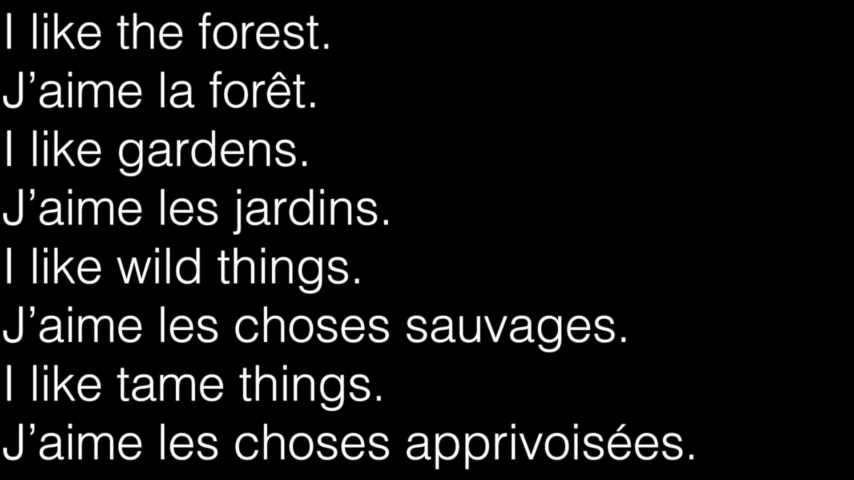 I like the forest.
J’aime la forêt.
I like gardens.
J’aime les jardins.
I like wild things.
J’aime les choses sauvages.
I like tame things.
J’aime les choses apprivoisées.